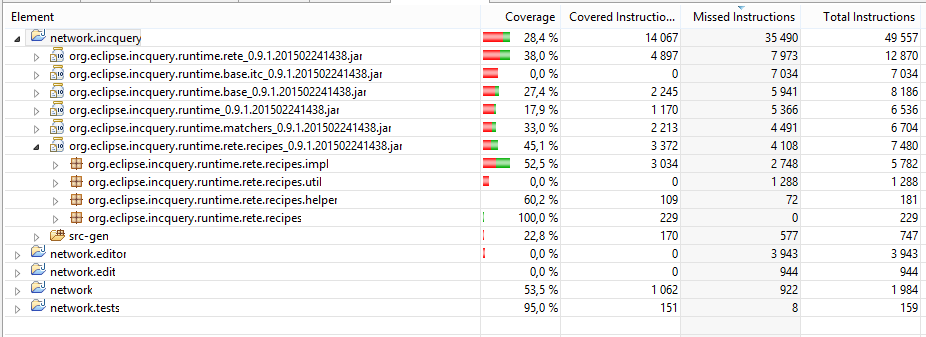 Element Coverage Covered Instructio... Missed Instructions Total Instructions
network.incquery 28,4 % 14 067 35 490 49 557
org.eclipse.incquery.runtime.rete_0.9.1.201502241438.jar 38,0 % 4 897 7 973 12 870
org.eclipse.incquery.runtime.base.itc_0.9.1.201502241438.jar 0,0 % 0 7 034 7 034
org.eclipse.incquery.runtime.base_0.9.1.201502241438.jar 27,4 % 2 245 5 941 8 186
org.eclipse.incquery.runtime_0.9.1.201502241438.jar 17,9 % 1 170 5 366 6 536
org.eclipse.incquery.runtime.matchers_0.9.1.201502241438.jar 33,0 % 2 213 4 491 6 704
org.eclipse.incquery.runtime.rete.recipes_0.9.1.201502241438.jar 45,1 % 3 372 4 108 7 480
org.eclipse.incquery.runtime.rete.recipes.impl 52,5 % 3 034 2 748 5 782
org.eclipse.incquery.runtime.rete.recipes.util 0,0 % 0 1 288 1 288
org.eclipse.incquery.runtime.rete.recipes.helper 60,2 % 109 72 181
org.eclipse.incquery.runtime.rete.recipes 100,0 % 229 0 229
src-gen 22,8 % 170 577 747
network.editor 0,0 % 0 3 943 3 943
network.edit 0,0 % 0 944 944
network 53,5 % 1 062 922 1 984
network.tests 95,0 % 151 8 159